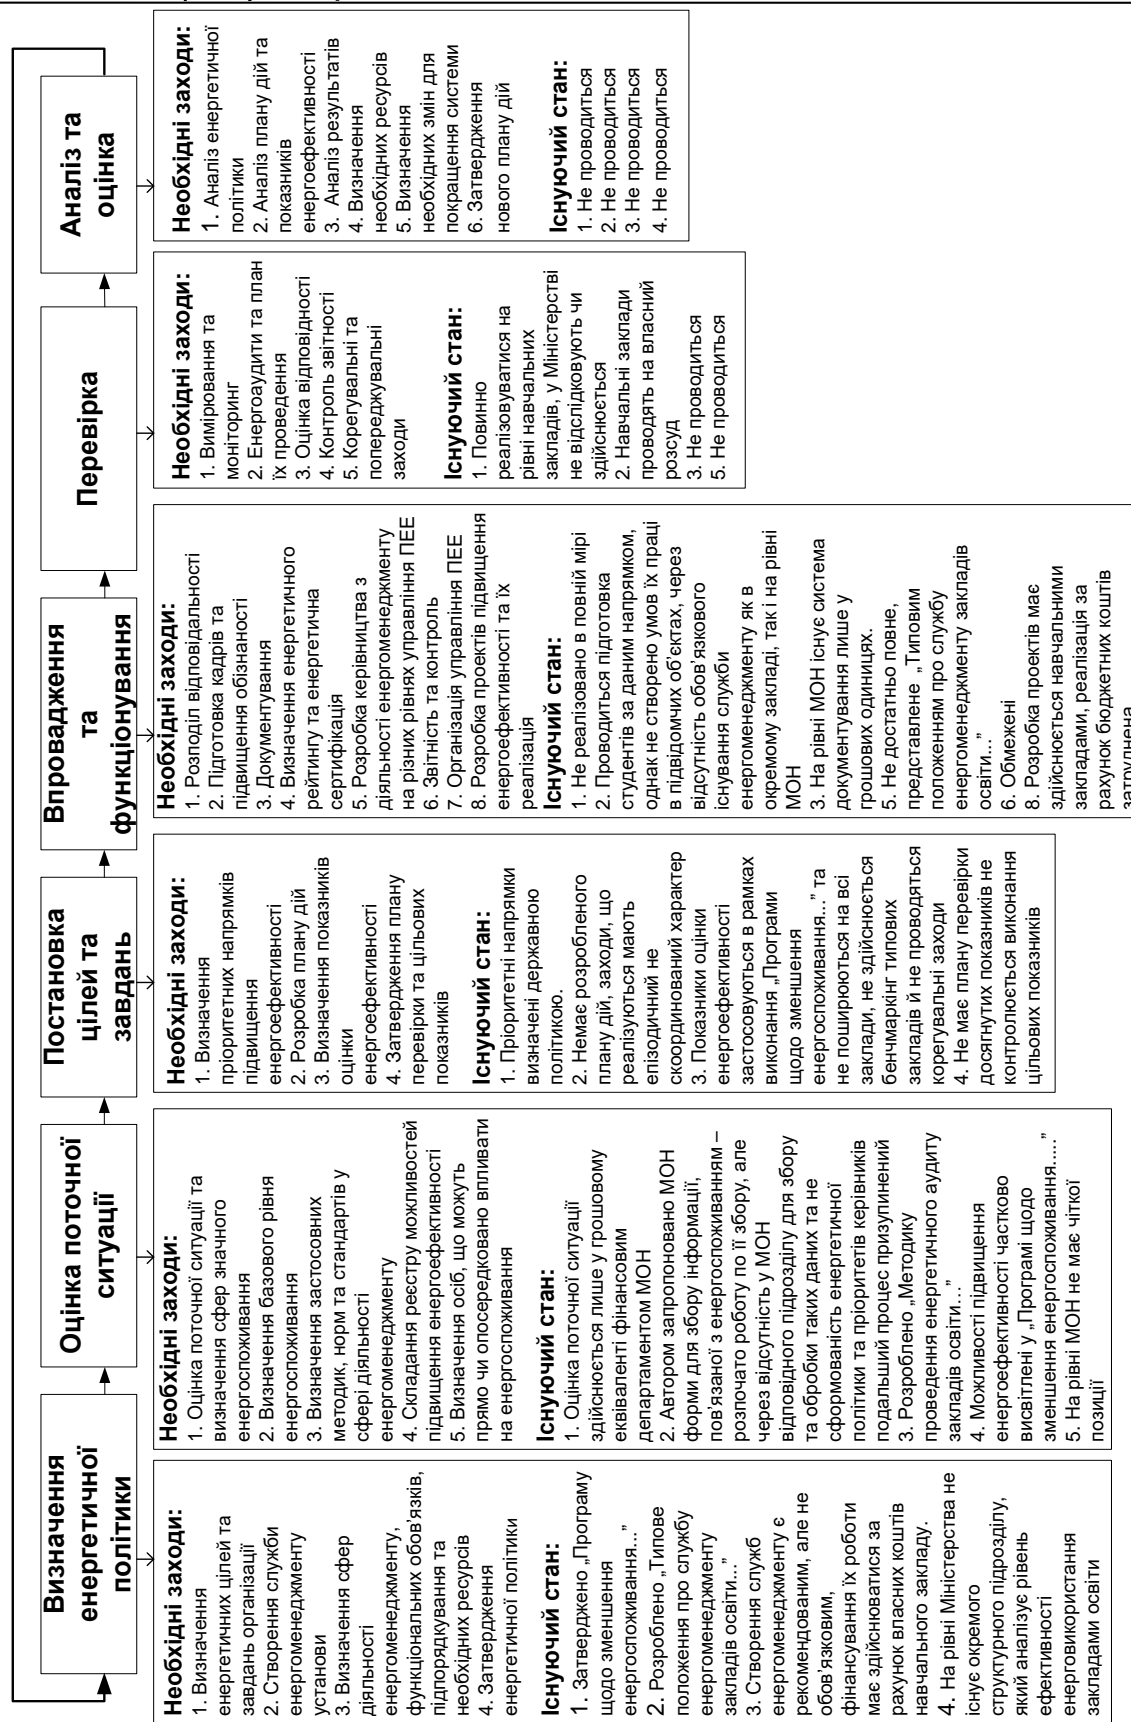 Визначення
енергетичної
політики
Необхідні заходи:
1. Визначення
енергетичних цілей та
завдань організації
2. Створення служби
енергоменеджменту
установи
3. Визначення сфер
діяльності
енергоменеджменту,
функціональних обов'язків,
підпорядкування та
необхідних ресурсів
4. Затвердження
енергетичної політики
Існуючий стан:
1. Затверджено „Програму
щодо зменшення
енергоспоживання...”
2. Розроблено „Типове
положення про службу
енергоменеджменту
закладів освіти...”
3. Створення служб
енергоменеджменту є
рекомендованим, але не
обов'язковим,
фінансування їх роботи
має здійснюватися за
рахунок власних коштів
навчального закладу.
4. На рівні Міністерства не
існує окремого
структурного підрозділу,
який аналізує рівень
ефективності
енерговикористання
закладами освіти
Оцінка поточної
ситуації
Необхідні заходи:
1. Оцінка поточної ситуації та
визначення сфер значного
енергоспоживання
2. Визначення базового рівня
енергоспоживання
3. Визначення застосовних
методик, норм та стандартів у
сфері діяльності
енергоменеджменту
4. Складання реєстру можливостей
підвищення енергоефективності
5. Визначення осіб, що можуть
прямо чи опосередковано впливати
на енергоспоживання
Існуючий стан:
1. Оцінка поточної ситуації
здійснюється лише у грошовому
еквіваленті фінансовим
департаментом МОН
2. Автором запропоновано МОН
форми для збору інформації,
пов'язаної з енергоспоживанням –
розпочато роботу по її збору, але
через відсутність у МОН
відповідного підрозділу для збору
та обробки таких даних та не
сформованість енергетичної
політики та пріоритетів керівників
подальший процес призупинений
3. Розроблено „Методику
проведення енергетичного аудиту
закладів освіти...”
4. Можливості підвищення
енергоефективності частково
висвітлені у „Програмі щодо
зменшення енергоспоживання.....”
5. На рівні МОН не має чіткої
позиції
Постановка
цілей та
завдань
Необхідні заходи:
1. Визначення
пріоритетних напрямків
підвищення
енергоефективності
2. Розробка плану дій
3. Визначення показників
оцінки
енергоефективності
4. Затвердження плану
перевірки та цільових
показників
Існуючий стан:
1. Пріоритетні напрямки
визначені державною
політикою.
2. Немає розробленого
плану дій, заходи, що
реалізуються мають
епізодичний не
скоординований характер
3. Показники оцінки
енергоефективності
застосовуються в рамках
виконання „Програми
щодо зменшення
енергоспоживання...” та
не поширюються на всі
заклади, не здійснюється
бенчмаркінг типових
закладів й не проводяться
корегувальні заходи
4. Не має плану перевірки
досягнутих показників не
контролюється виконання
цільових показників
Впровадження
та
функціонування
Необхідні заходи:
1. Розподіл відповідальності
2. Підготовка кадрів та
підвищення обізнаності
3. Документування
4. Визначення енергетичного
рейтингу та енергетична
сертифікація
5. Розробка керівництва з
діяльності енергоменеджменту
на різних рівнях управління ПЕЕ
6. Звітність та контроль
7. Організація управління ПЕЕ
8. Розробка проектів підвищення
енергоефективності та їх
реалізація
Існуючий стан:
1. Не реалізовано в повній мірі
2. Проводиться підготовка
студентів за даним напрямком,
однак не створено умов їх праці
в підвідомчих об'єктах, через
відсутність обов'язкового
існування служби
енергоменеджменту як в
окремому закладі, так і на рівні
МОН
3. На рівні МОН існує система
документування лише у
грошових одиницях.
5. Не достатньо повне,
представлене „Типовим
положенням про службу
енергоменеджменту закладів
освіти...”
6. Обмежені
8. Розробка проектів має
здійснюється навчальними
закладами, реалізація за
рахунок бюджетних коштів
затруднена
Перевірка
Необхідні заходи:
1. Вимірювання та
моніторинг
2. Енергоаудити та план
їх проведення
3. Оцінка відповідності
4. Контроль звітності
5. Корегувальні та
попереджувальні
заходи
Існуючий стан:
1. Повинно
реалізовуватися на
рівні навчальних
закладів, у Міністерстві
не відслідковують чи
здійснюється
2. Навчальні заклади
проводять на власний
розсуд
3. Не проводиться
5. Не проводиться
Аналіз та
оцінка
Необхідні заходи:
1. Аналіз енергетичної
політики
2. Аналіз плану дій та
показників
енергоефективності
3. Аналіз результатів
4. Визначення
необхідних ресурсів
5. Визначення
необхідних змін для
покращення системи
6. Затвердження
нового плану дій
Існуючий стан:
1. Не проводиться
2. Не проводиться
3. Не проводиться
4. Не проводиться